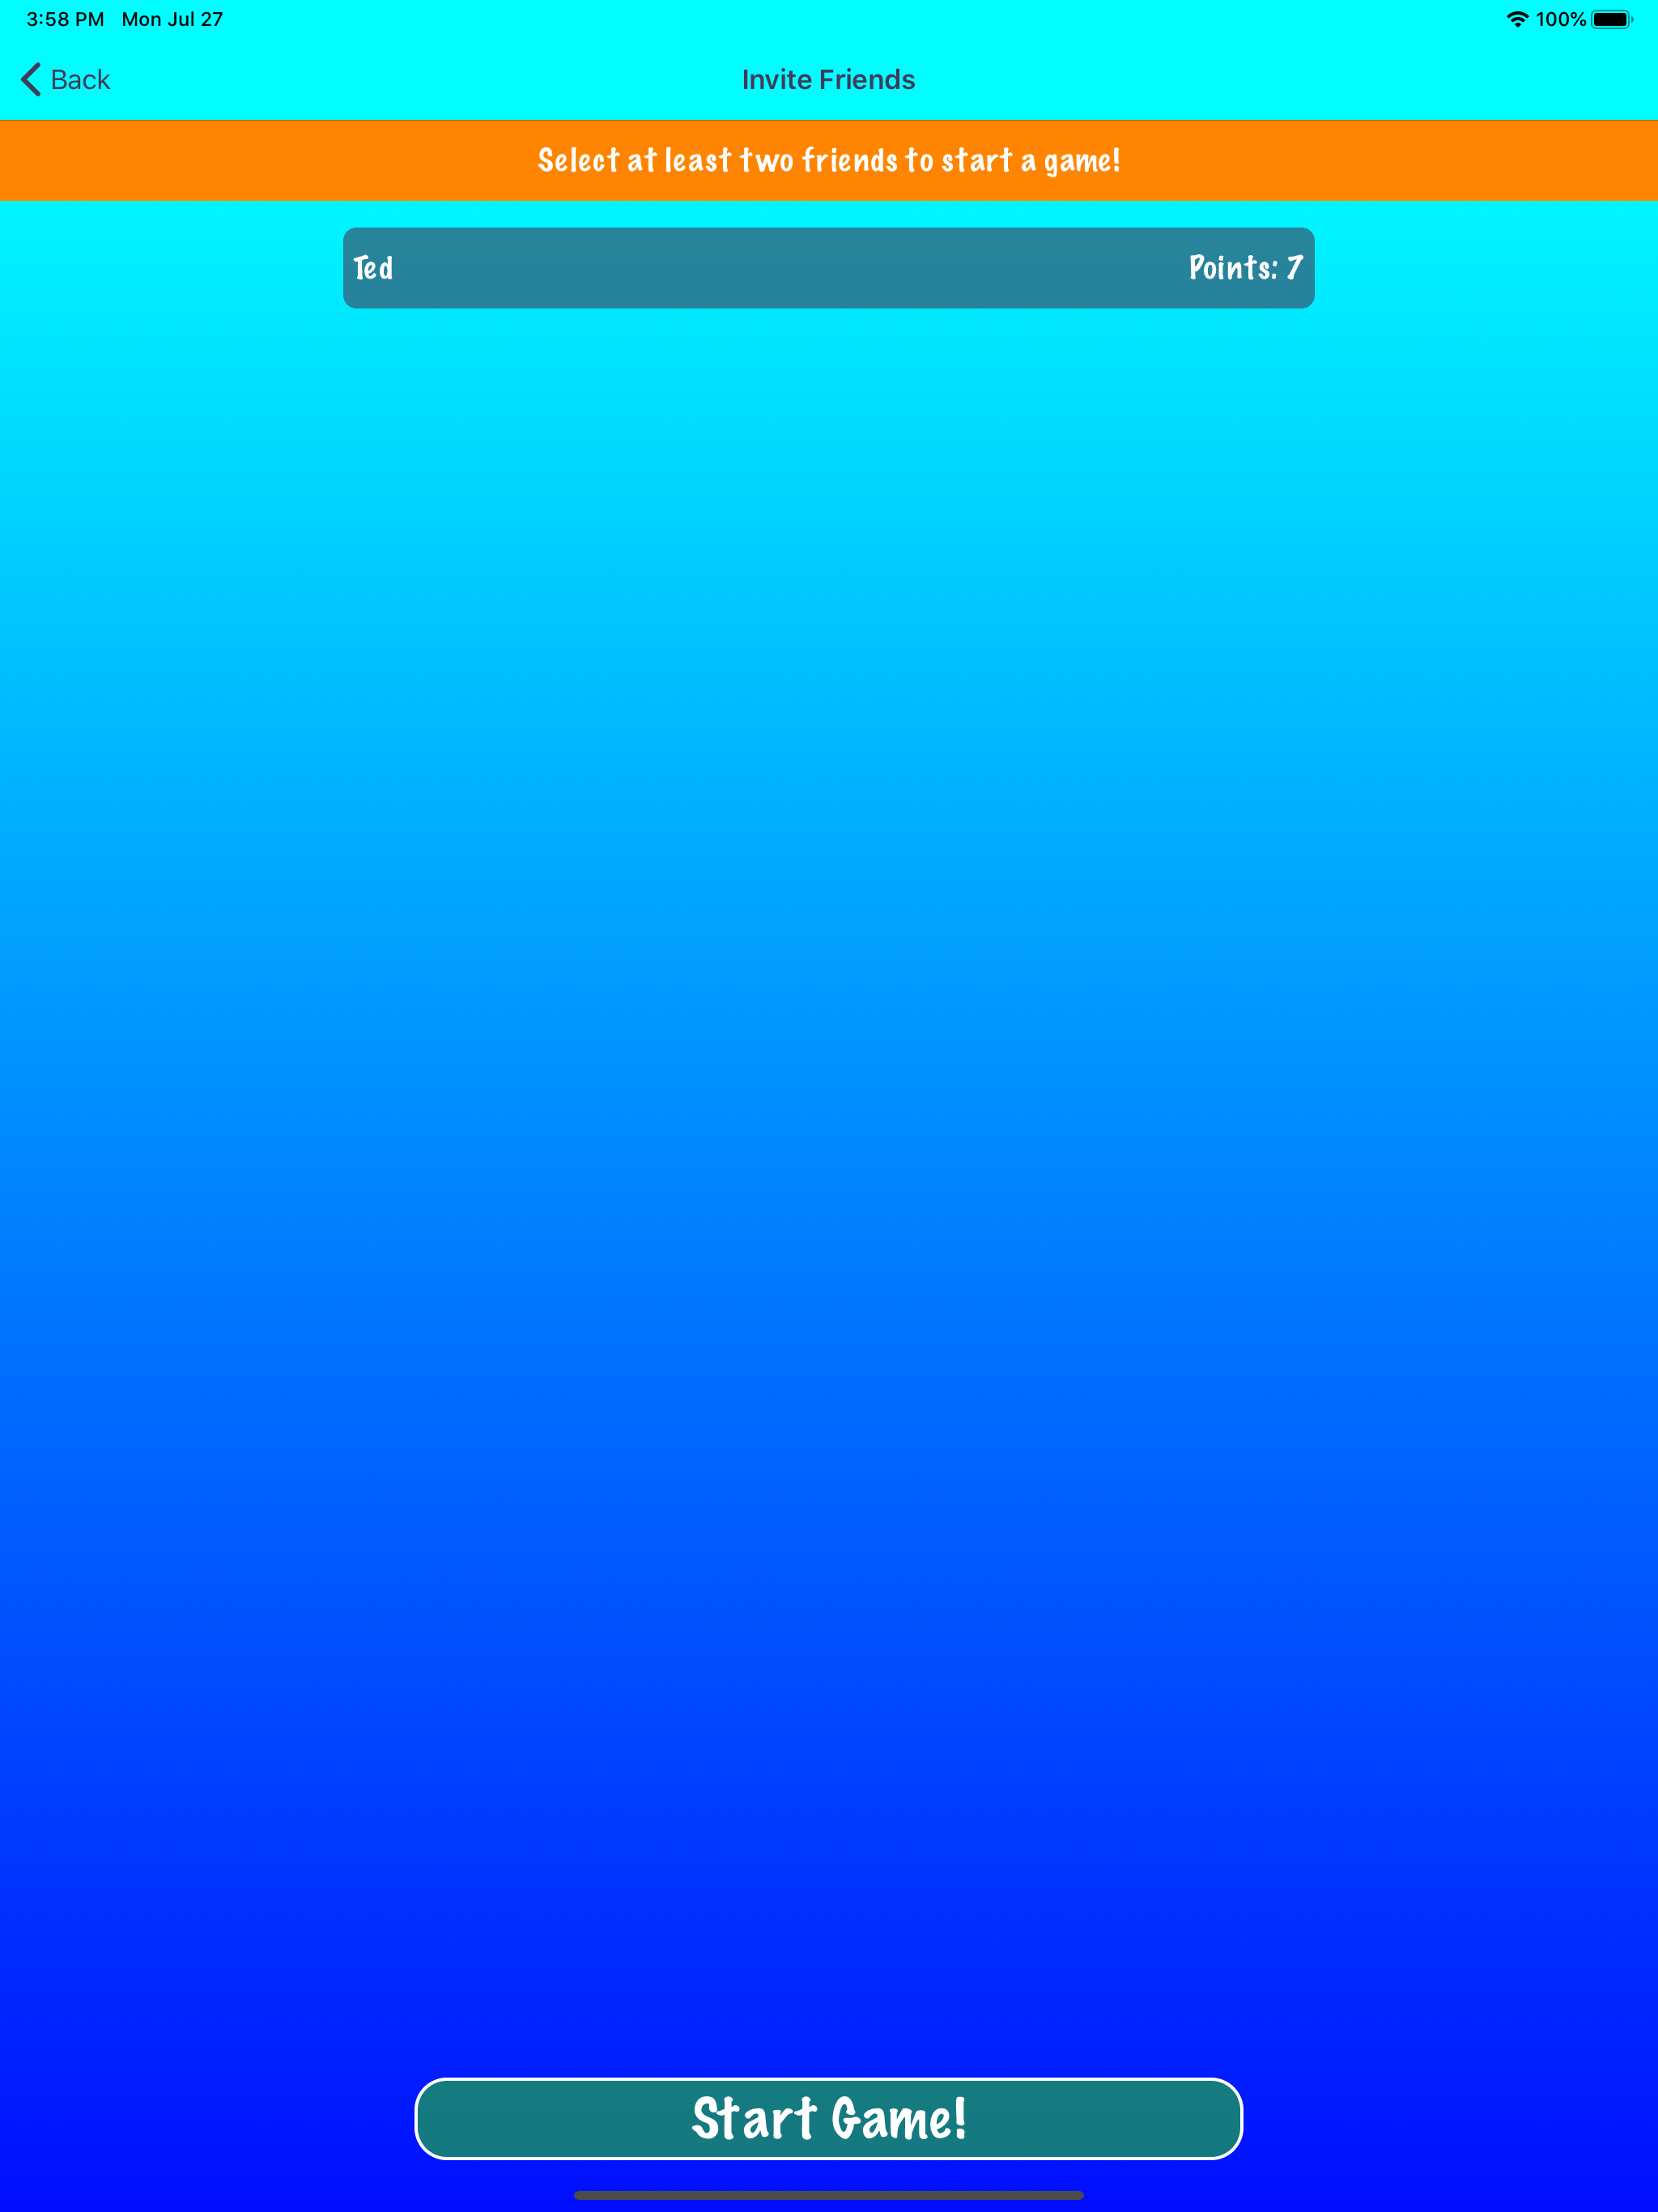 3:58 PM Mon Jul 27 100%
Back Invite Friends
Select at least two friends to start a game!
Ted Points: 7
Start Game!